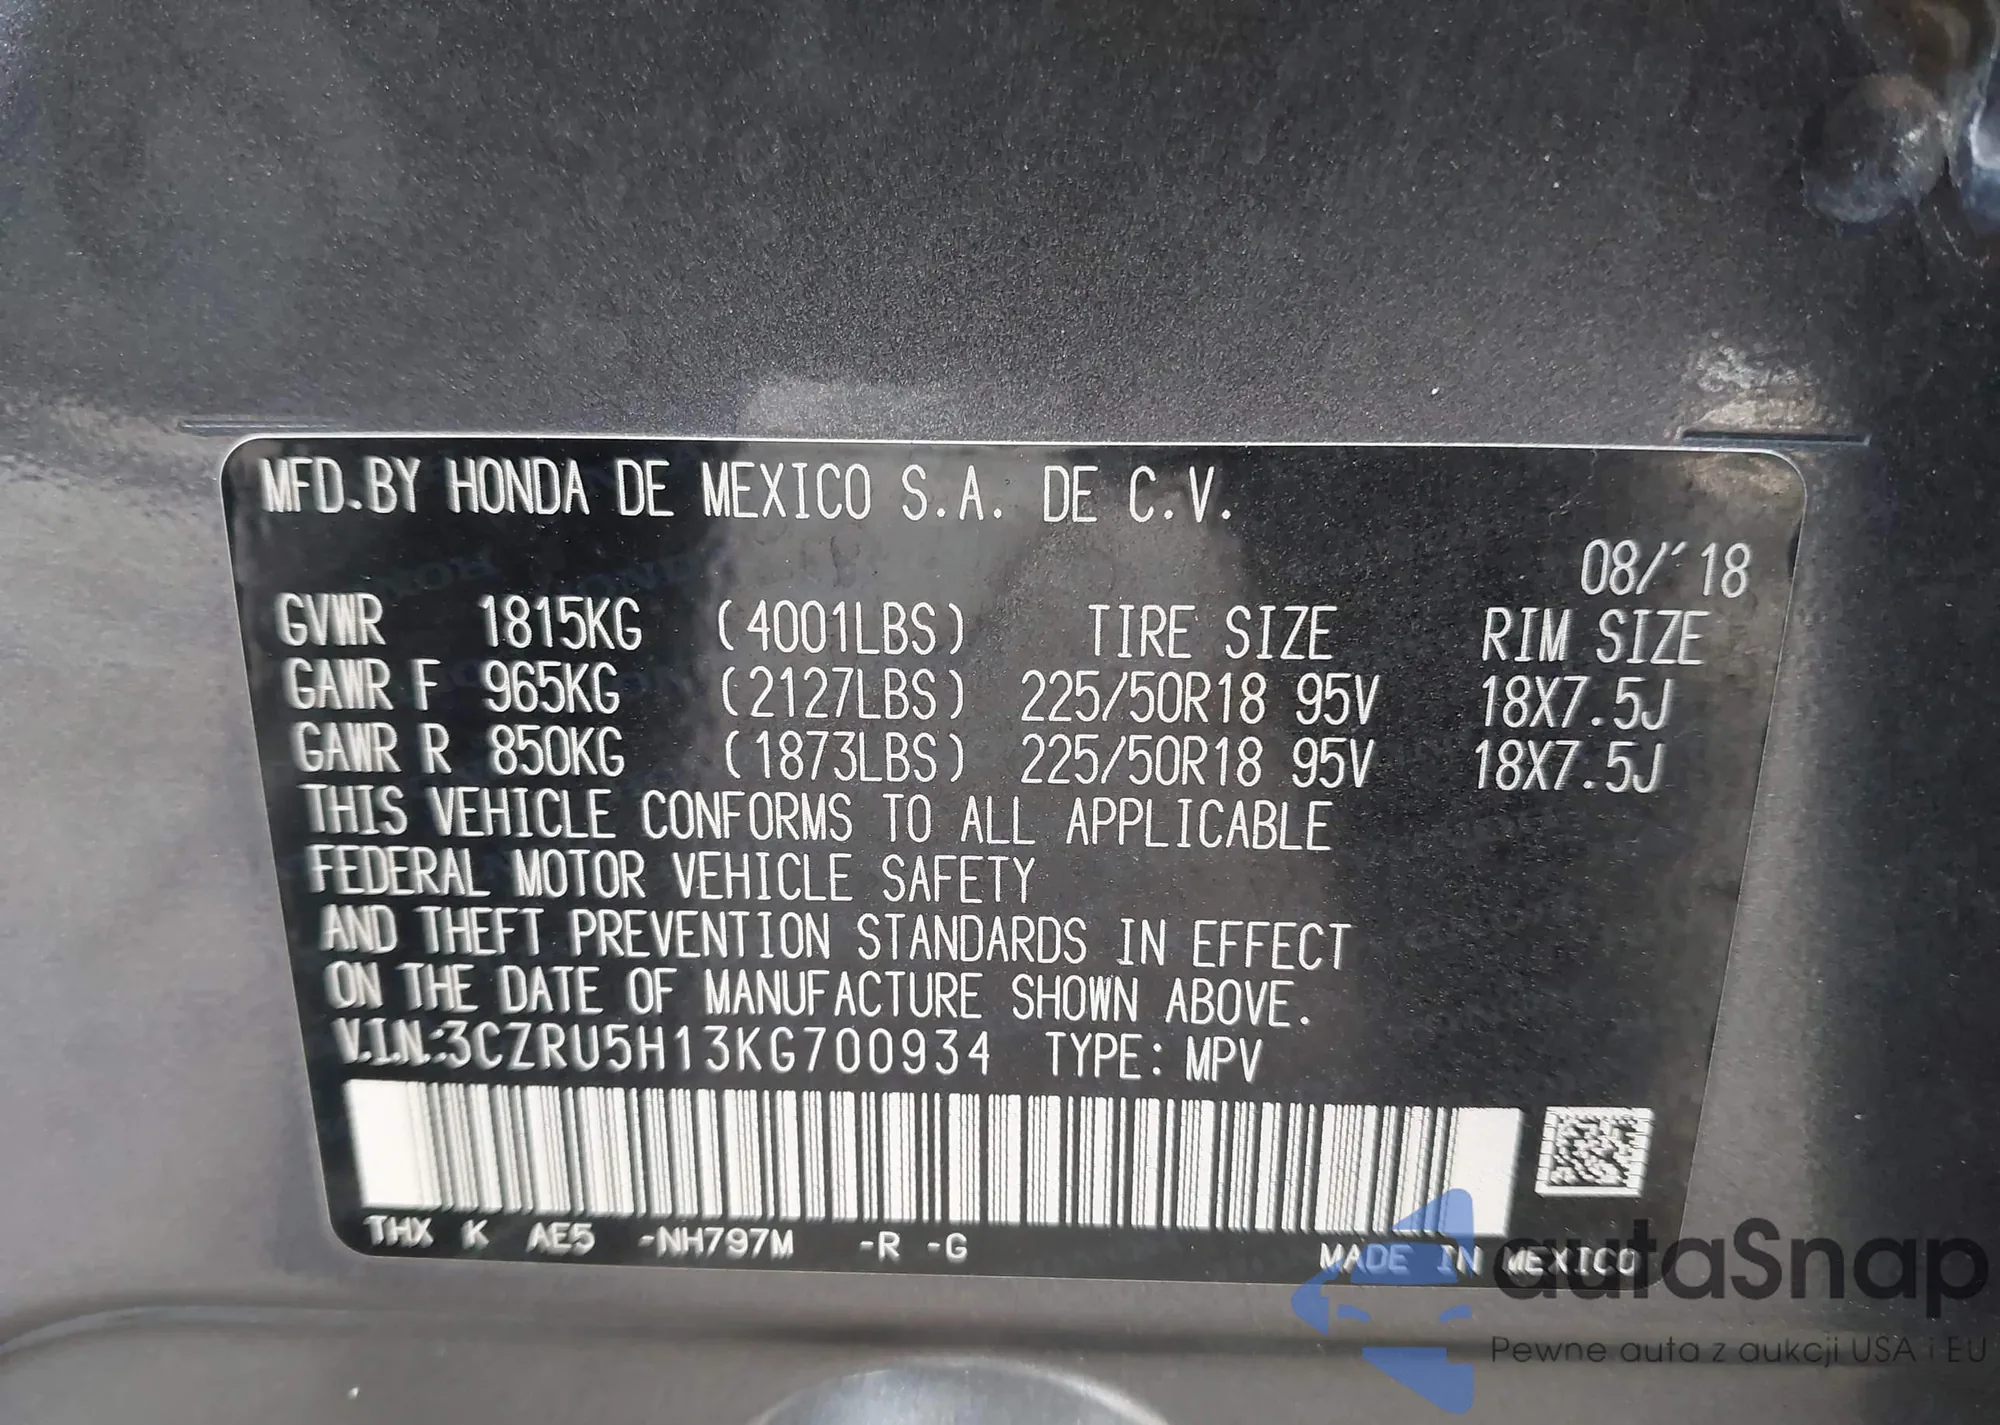 MFD.BY HONDA DE MEXICO S.A. DE C.V.
08/'18
GVWR 1815KG (4001LBS) TIRE SIZE RIM SIZE
GAWR F 965KG (2127LBS) 225/50R18 95V 18X7.5J
GAWR R 850KG (1873LBS) 225/50R18 95V 18X7.5J
THIS VEHICLE CONFORMS TO ALL APPLICABLE
FEDERAL MOTOR VEHICLE SAFETY
AND THEFT PREVENTION STANDARDS IN EFFECT
ON THE DATE OF MANUFACTURE SHOWN ABOVE.
V.I.N.:3CZRU5H13KG700934 TYPE: MPV
THX K AE5 -NH797M -R -G
MADE IN MEXICO
autaSnap
Pewne auta z aukcji USA i EU